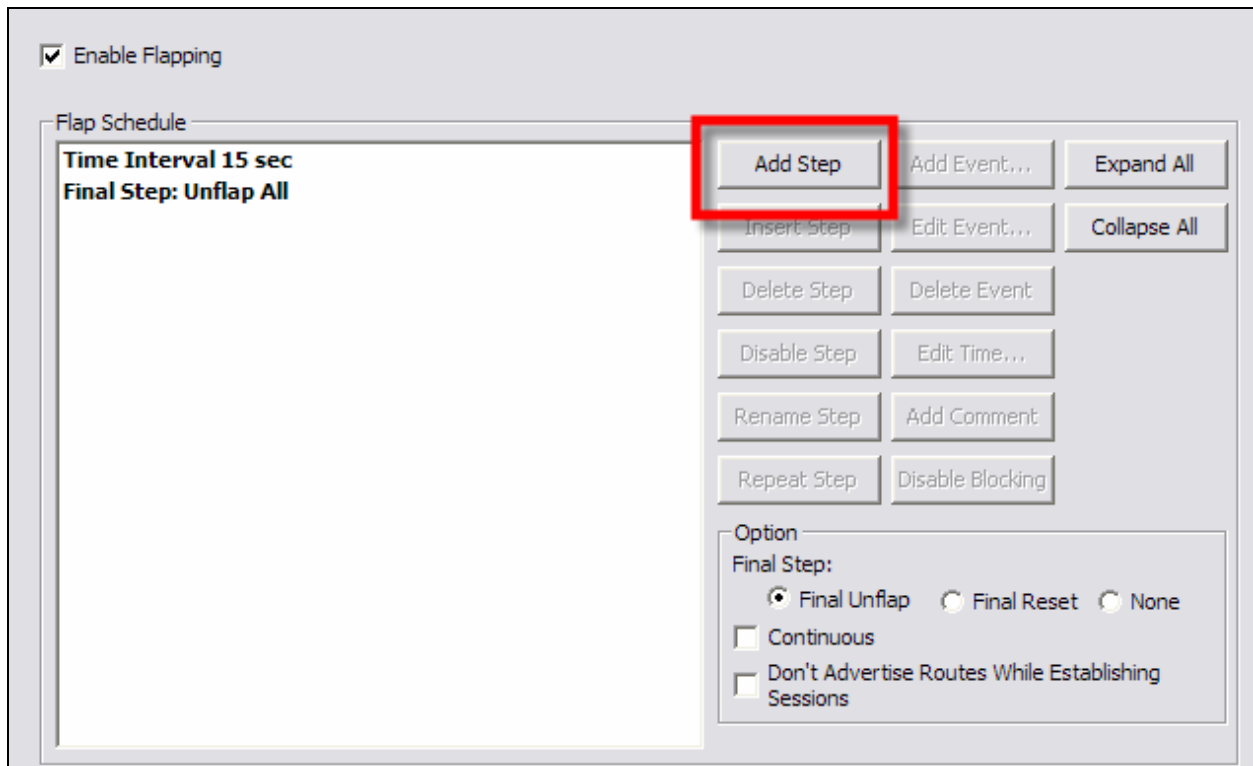 Enable Flapping
Flap Schedule
Time Interval 15 sec
Final Step: Unflap All
Add Step
Add Event...
Expand All
Insert Step
Edit Event...
Collapse All
Delete Step
Delete Event
Disable Step
Edit Time...
Rename Step
Add Comment
Repeat Step
Disable Blocking
Option
Final Step:
Final Unflap
Final Reset
None
Continuous
Don't Advertise Routes While Establishing
Sessions